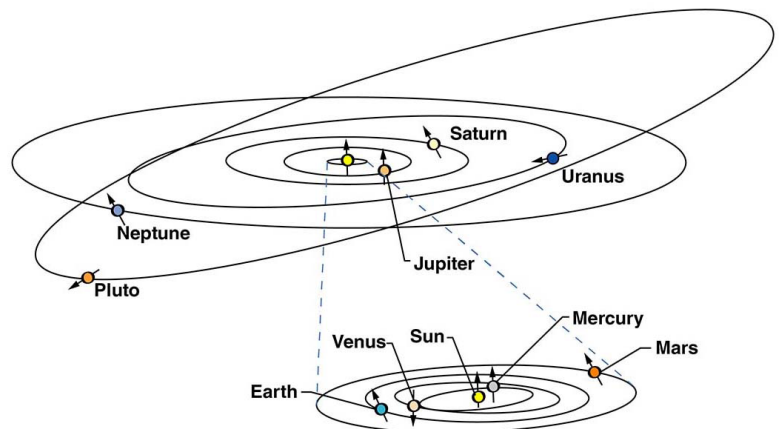 Saturn
Uranus
Neptune
Jupiter
Pluto
Mercury
Sun
Venus
Mars
Earth